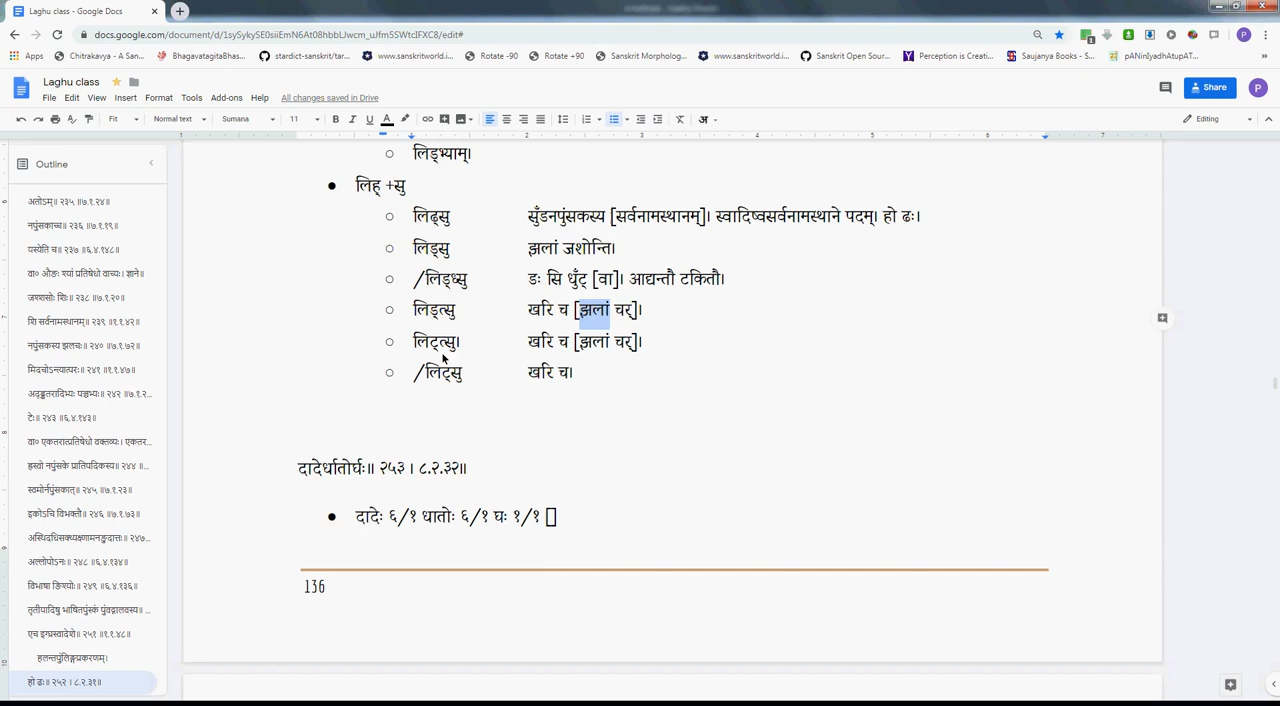 Laghu class - Google Docs
docs.google.com/document/d/1sySykySE0siiEmN6At08hbbLJwcm_uJfm5SWtcIFXC8/edit#
Apps Chitrakavya - A San... BhagavatagitaBhas... stardict-sanskrit/tar... www.sanskritworld.i... Rotate -90 Rotate +90 Sanskrit Morpholog... www.sanskritworld.i... Sanskrit Open Sour... Perception is Creati... Saujanya Books - S... pANinIyadhAtupAT...
Laghu class
File Edit View Insert Format Tools Add-ons Help All changes saved in Drive
Share
P
Fit Normal text Sumana 11 B I U A अ Editing
1 1 2 3 4 5 6 7
Outline
अतोऽम्॥ २३५ ॥७.१.२४॥
नपुंसकाच्च॥ २३६ ॥७.१.१९॥
यस्येति च॥ २३७ ॥६.४.१४८॥
वा० औङः श्यां प्रतिषेधो वाच्यः। ज्ञाने॥
जश्शसोः शिः॥ २३८ ॥७.१.२०॥
शि सर्वनामस्थानम्॥ २३९ ॥१.१.४२॥
नपुंसकस्य झलचः॥ २४० ॥७.१.७२॥
मिदचोऽन्त्यात्परः॥ २४१ ॥१.१.४७॥
अद्ड्डतरादिभ्यः पञ्चभ्यः॥ २४२ ॥७.१.२...
टेः॥ २४३ ॥६.४.१४३॥
वा० एकतरात्प्रतिषेधो वक्तव्यः। एकतर...
ह्रस्वो नपुंसके प्रातिपदिकस्य॥ २४४ ॥...
स्वमोर्नपुंसकात्॥ २४५ ॥७.१.२३॥
इकोऽचि विभक्तौ॥ २४६ ॥७.१.७३॥
अस्थिदधिसक्थ्यक्ष्णामनङुदात्तः॥ २४७...
अल्लोपोऽनः॥ २४८ ॥६.४.१३४॥
विभाषा ङिश्योः॥ २४९ ॥६.४.१३६॥
तृतीयादिषु भाषितपुंस्कं पुंवद्गालवस्य॥ ...
एच इग्घ्रस्वादेशे॥ २५१ ॥१.१.४८॥
हलन्तपुंलिङ्गप्रकरणम्।
हो ढः॥ २५२ । ८.२.३१॥
लिड्भ्याम्।
लिह् +सु
लिढ्सु सुँडनपुंसकस्य [सर्वनामस्थानम्]। स्वादिष्वसर्वनामस्थाने पदम्। हो ढः।
लिड्सु झलां जशोन्ति।
/लिड्ध्सु डः सि धुँट् [वा]। आद्यन्तौ टकितौ।
लिड्त्सु खरि च [झलां चर्]।
लिट्त्सु। खरि च [झलां चर्]।
/लिट्सु खरि च।
दादेर्धातोर्घः॥ २५३ । ८.२.३२॥
दादेः ६/१ धातोः ६/१ घः १/१ []
136